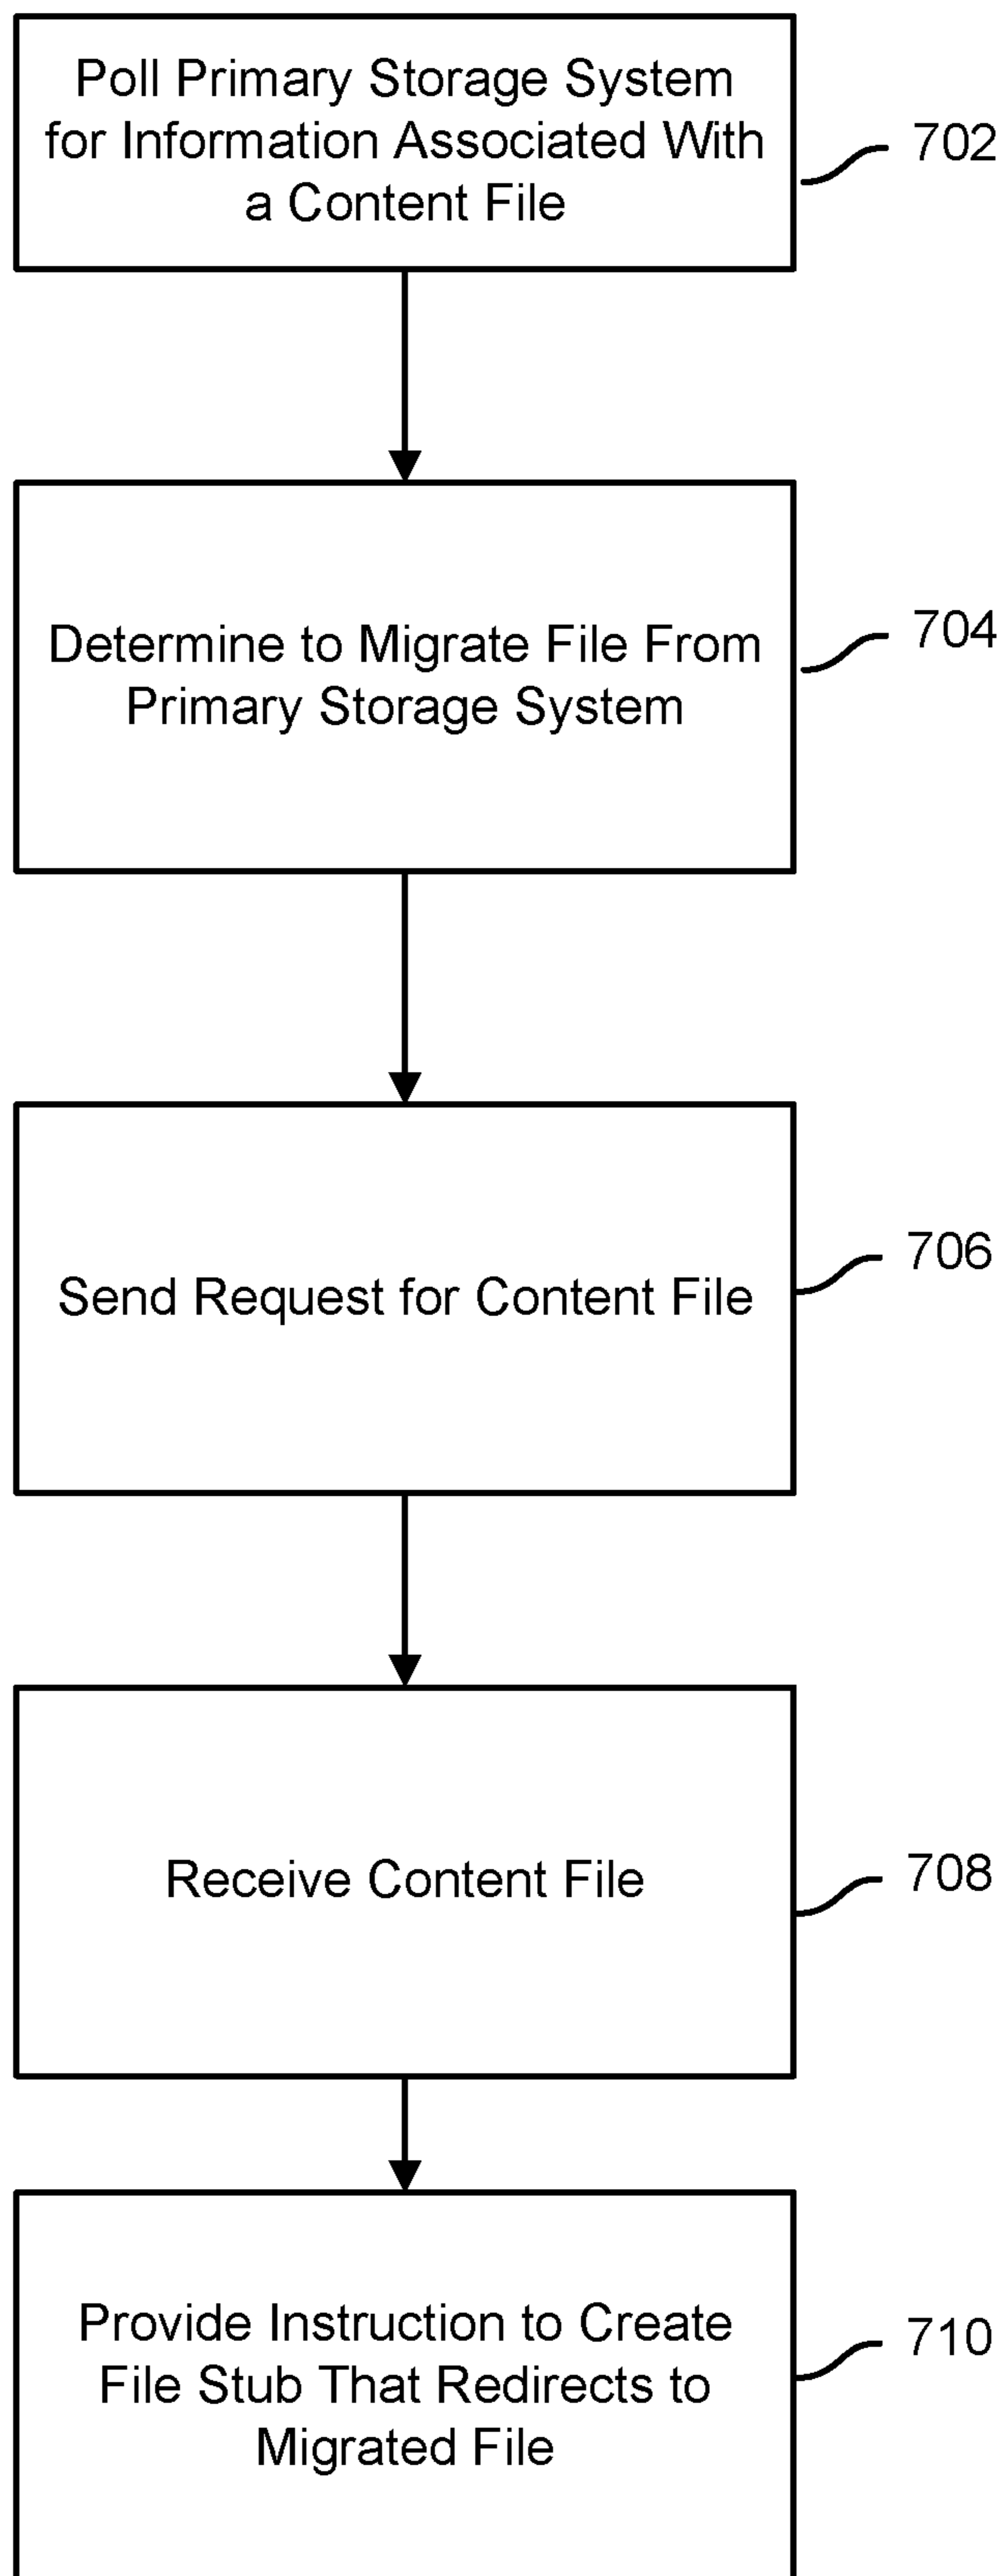 Poll Primary Storage System
for Information Associated With
a Content File
702
Determine to Migrate File From
Primary Storage System
704
Send Request for Content File
706
Receive Content File
708
Provide Instruction to Create
File Stub That Redirects to
Migrated File
710